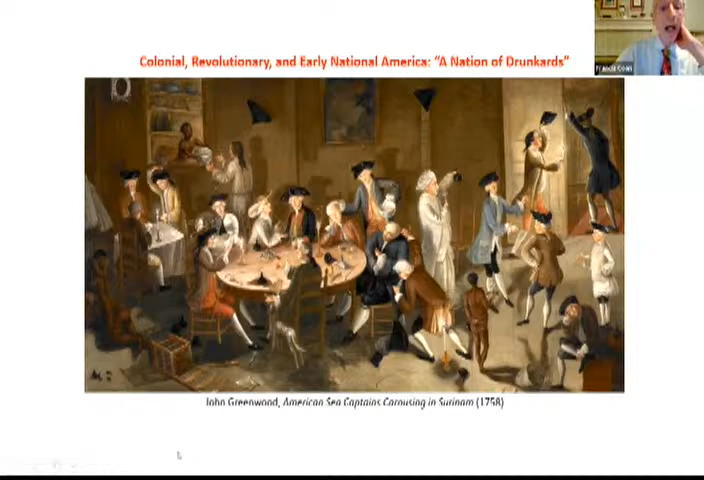 Colonial, Revolutionary, and Early National America: “A Nation of Drunkards”
John Greenwood, American Sea Captains Carousing in Surinam (1758)